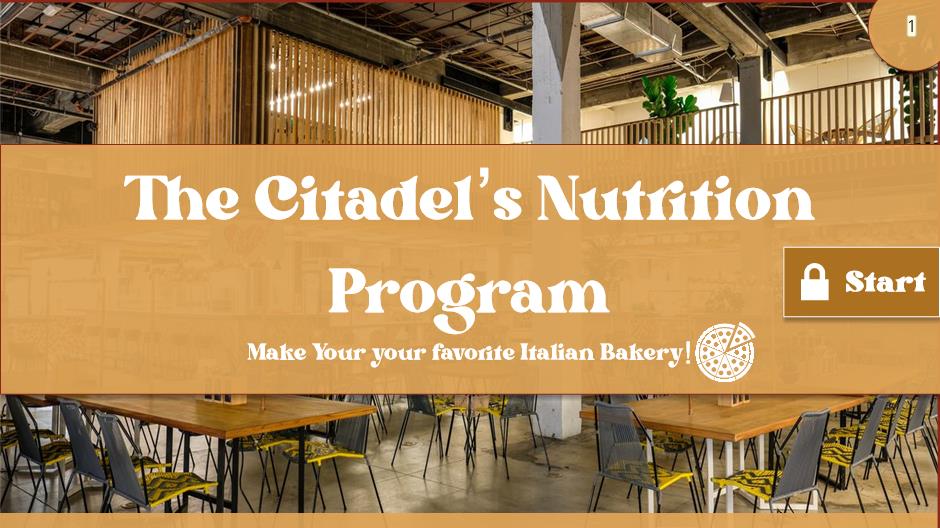 1
The Citadel's Nutrition
Program
Start
Make Your your favorite Italian Bakery!